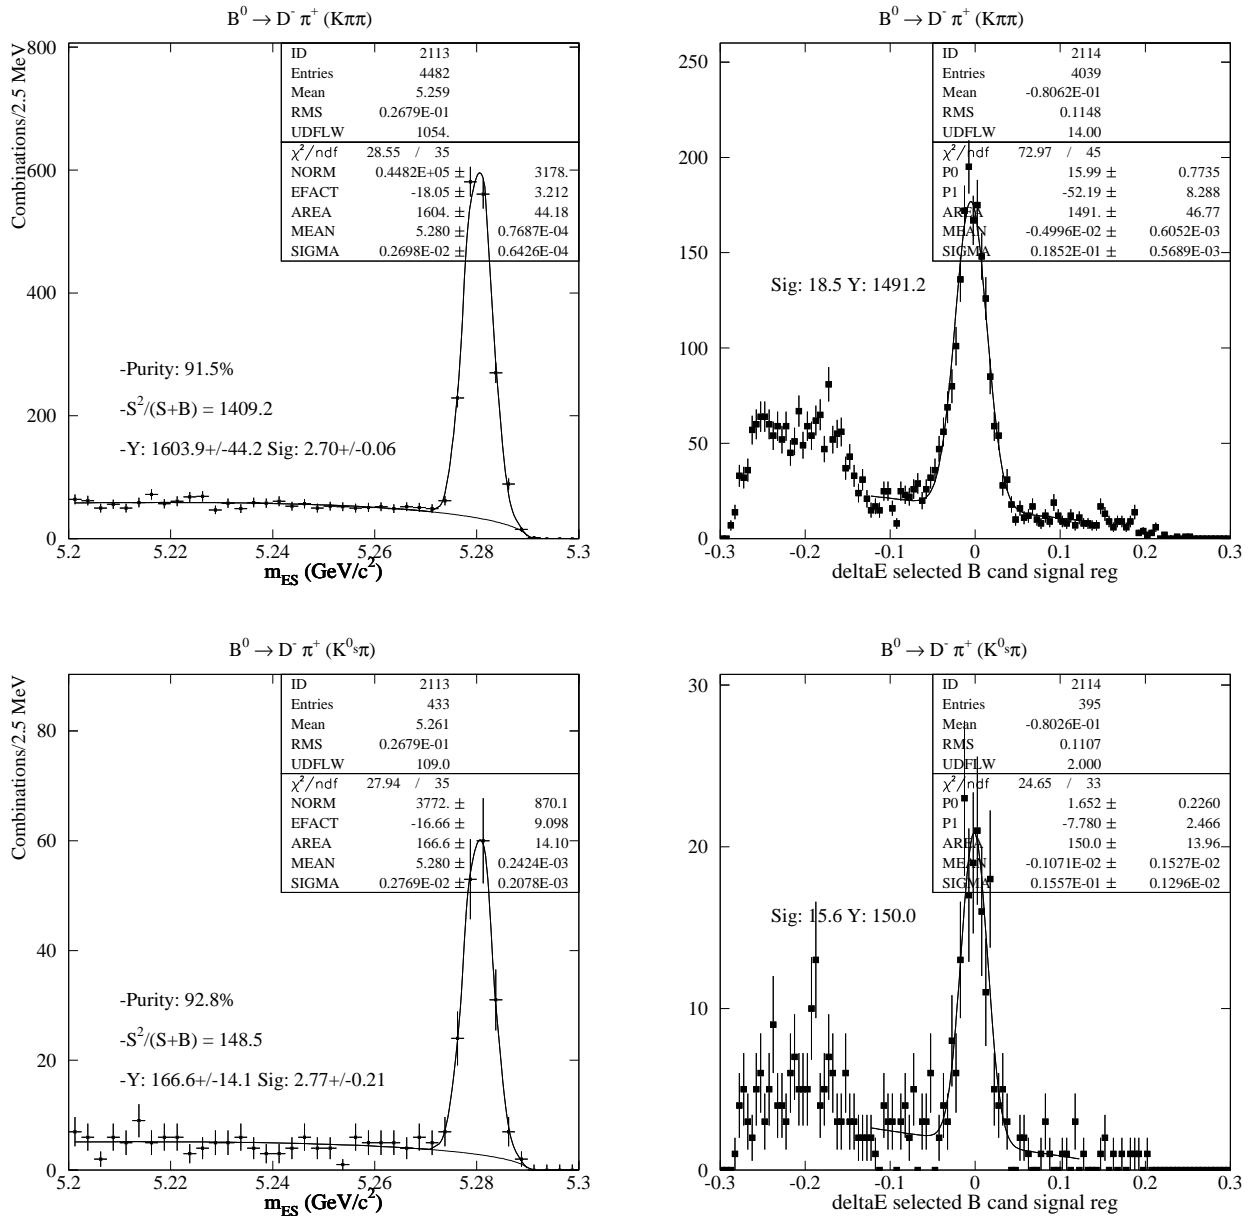 B⁰ → D⁻ π⁺ (Kππ)
Combinations/2.5 MeV
800
600
400
200
0
ID 2113
Entries 4482
Mean 5.259
RMS 0.2679E-01
UDFLW 1054.
χ²/ndf 28.55 / 35
NORM 0.4482E+05 ± 3178.
EFACT -18.05 ± 3.212
AREA 1604. ± 44.18
MEAN 5.280 ± 0.7687E-04
SIGMA 0.2698E-02 ± 0.6426E-04
-Purity: 91.5%
-S²/(S+B) = 1409.2
-Y: 1603.9+/-44.2 Sig: 2.70+/-0.06
5.2 5.22 5.24 5.26 5.28 5.3
m_ES (GeV/c²)
B⁰ → D⁻ π⁺ (Kππ)
250
200
150
100
50
0
ID 2114
Entries 4039
Mean -0.8062E-01
RMS 0.1148
UDFLW 14.00
χ²/ndf 72.97 / 45
P0 15.99 ± 0.7735
P1 -52.19 ± 8.288
AREA 1491. ± 46.77
MEAN -0.4996E-02 ± 0.6052E-03
SIGMA 0.1852E-01 ± 0.5689E-03
Sig: 18.5 Y: 1491.2
-0.3 -0.2 -0.1 0 0.1 0.2 0.3
deltaE selected B cand signal reg
B⁰ → D⁻ π⁺ (K⁰sπ)
Combinations/2.5 MeV
80
60
40
20
0
ID 2113
Entries 433
Mean 5.261
RMS 0.2679E-01
UDFLW 109.0
χ²/ndf 27.94 / 35
NORM 3772. ± 870.1
EFACT -16.66 ± 9.098
AREA 166.6 ± 14.10
MEAN 5.280 ± 0.2424E-03
SIGMA 0.2769E-02 ± 0.2078E-03
-Purity: 92.8%
-S²/(S+B) = 148.5
-Y: 166.6+/-14.1 Sig: 2.77+/-0.21
5.2 5.22 5.24 5.26 5.28 5.3
m_ES (GeV/c²)
B⁰ → D⁻ π⁺ (K⁰sπ)
30
20
10
0
ID 2114
Entries 395
Mean -0.8026E-01
RMS 0.1107
UDFLW 2.000
χ²/ndf 24.65 / 33
P0 1.652 ± 0.2260
P1 -7.780 ± 2.466
AREA 150.0 ± 13.96
MEAN -0.1071E-02 ± 0.1527E-02
SIGMA 0.1557E-01 ± 0.1296E-02
Sig: 15.6 Y: 150.0
-0.3 -0.2 -0.1 0 0.1 0.2 0.3
deltaE selected B cand signal reg